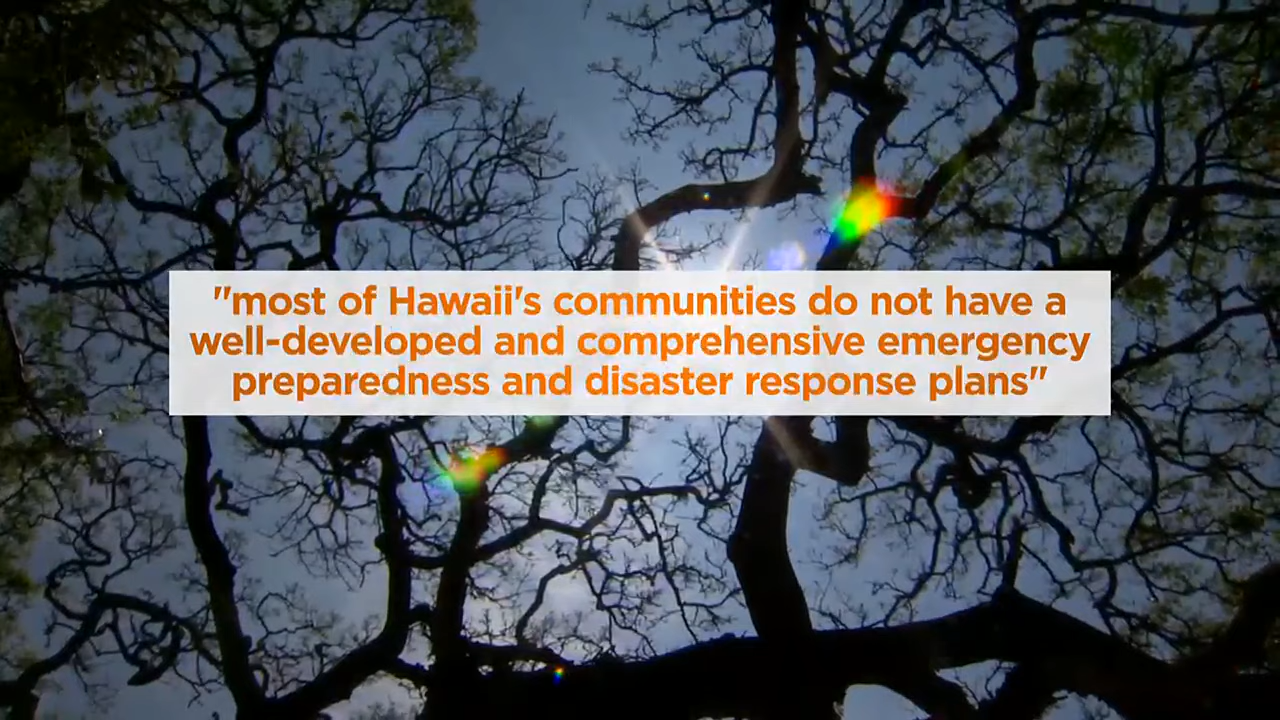 "most of Hawaii's communities do not have a
well-developed and comprehensive emergency
preparedness and disaster response plans"